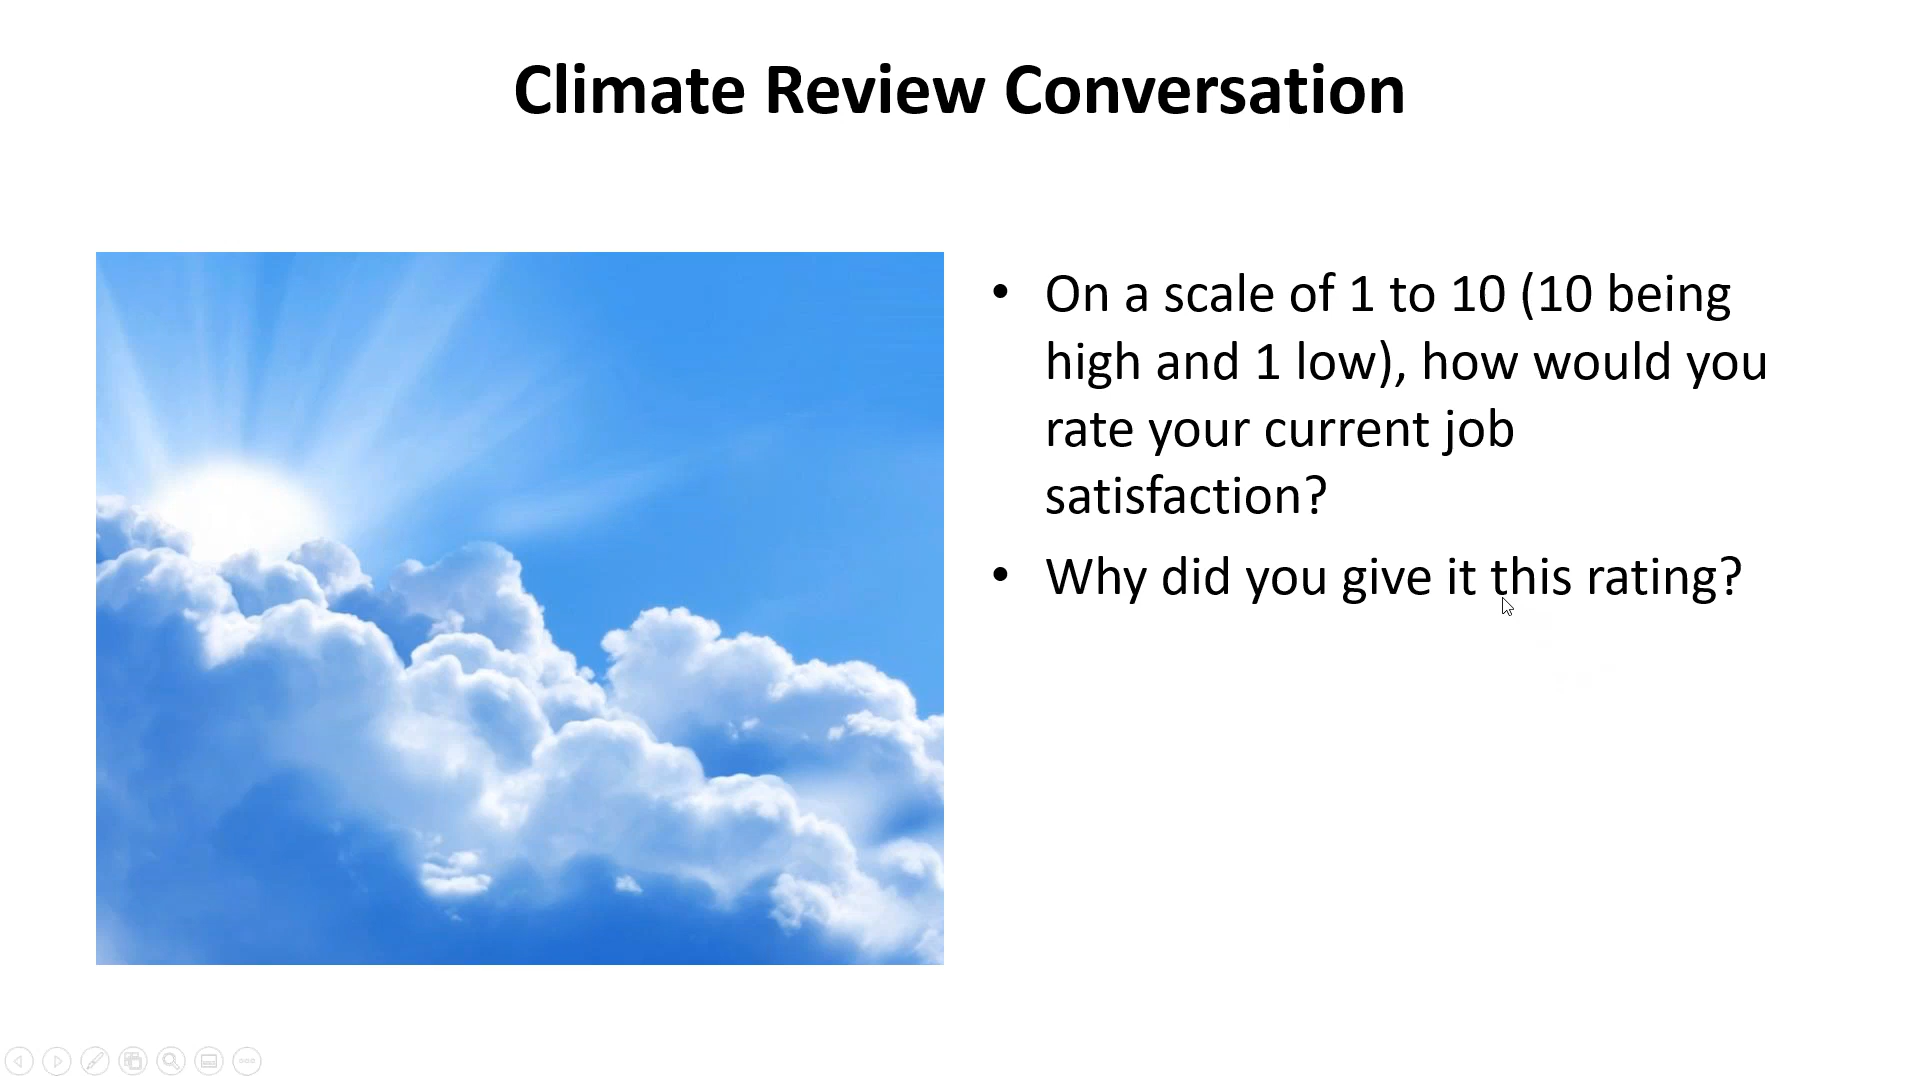 Climate Review Conversation
• On a scale of 1 to 10 (10 being
high and 1 low), how would you
rate your current job
satisfaction?
• Why did you give it this rating?